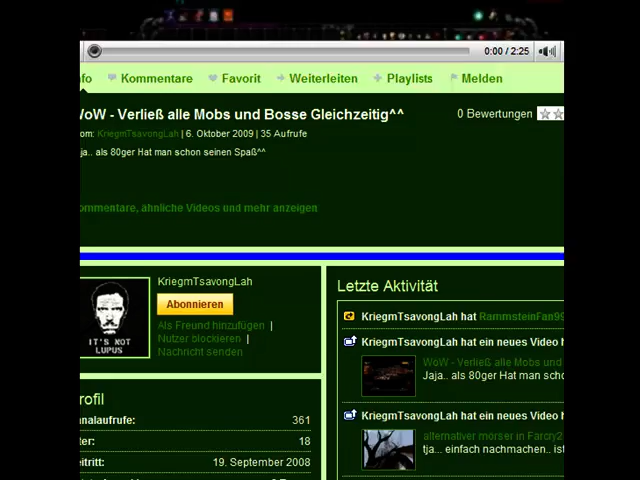 0:00 / 2:25
nfo Kommentare Favorit Weiterleiten Playlists Melden
WoW - Verließ alle Mobs und Bosse Gleichzeitig^^
0 Bewertungen
om: KriegmTsavongLah | 6. Oktober 2009 | 35 Aufrufe
ja.. als 80ger Hat man schon seinen Spaß^^
ommentare, ähnliche Videos und mehr anzeigen
KriegmTsavongLah
Abonnieren
Als Freund hinzufügen |
Nutzer blockieren |
Nachricht senden
IT'S NOT
LUPUS
rofil
nalaufrufe: 361
ter: 18
eitritt: 19. September 2008
Letzte Aktivität
KriegmTsavongLah hat RammsteinFan99
KriegmTsavongLah hat ein neues Video h
WoW - Verließ alle Mobs und
Jaja.. als 80ger Hat man scho
KriegmTsavongLah hat ein neues Video h
alternativer mörser in Farcry2
tja... einfach nachmachen.. ist